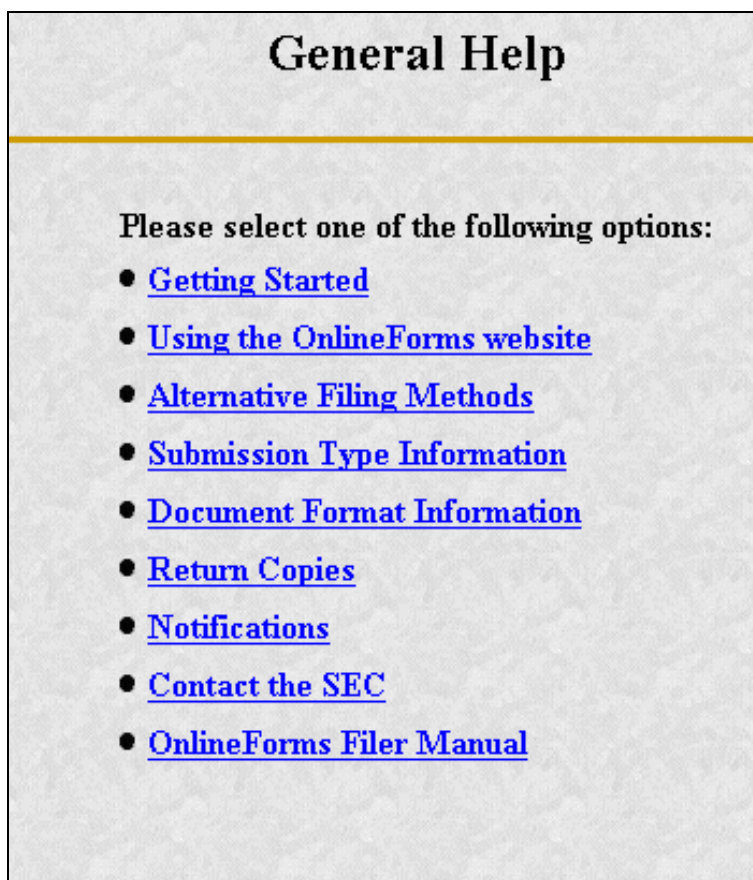 General Help
Please select one of the following options:
Getting Started
Using the OnlineForms website
Alternative Filing Methods
Submission Type Information
Document Format Information
Return Copies
Notifications
Contact the SEC
OnlineForms Filer Manual